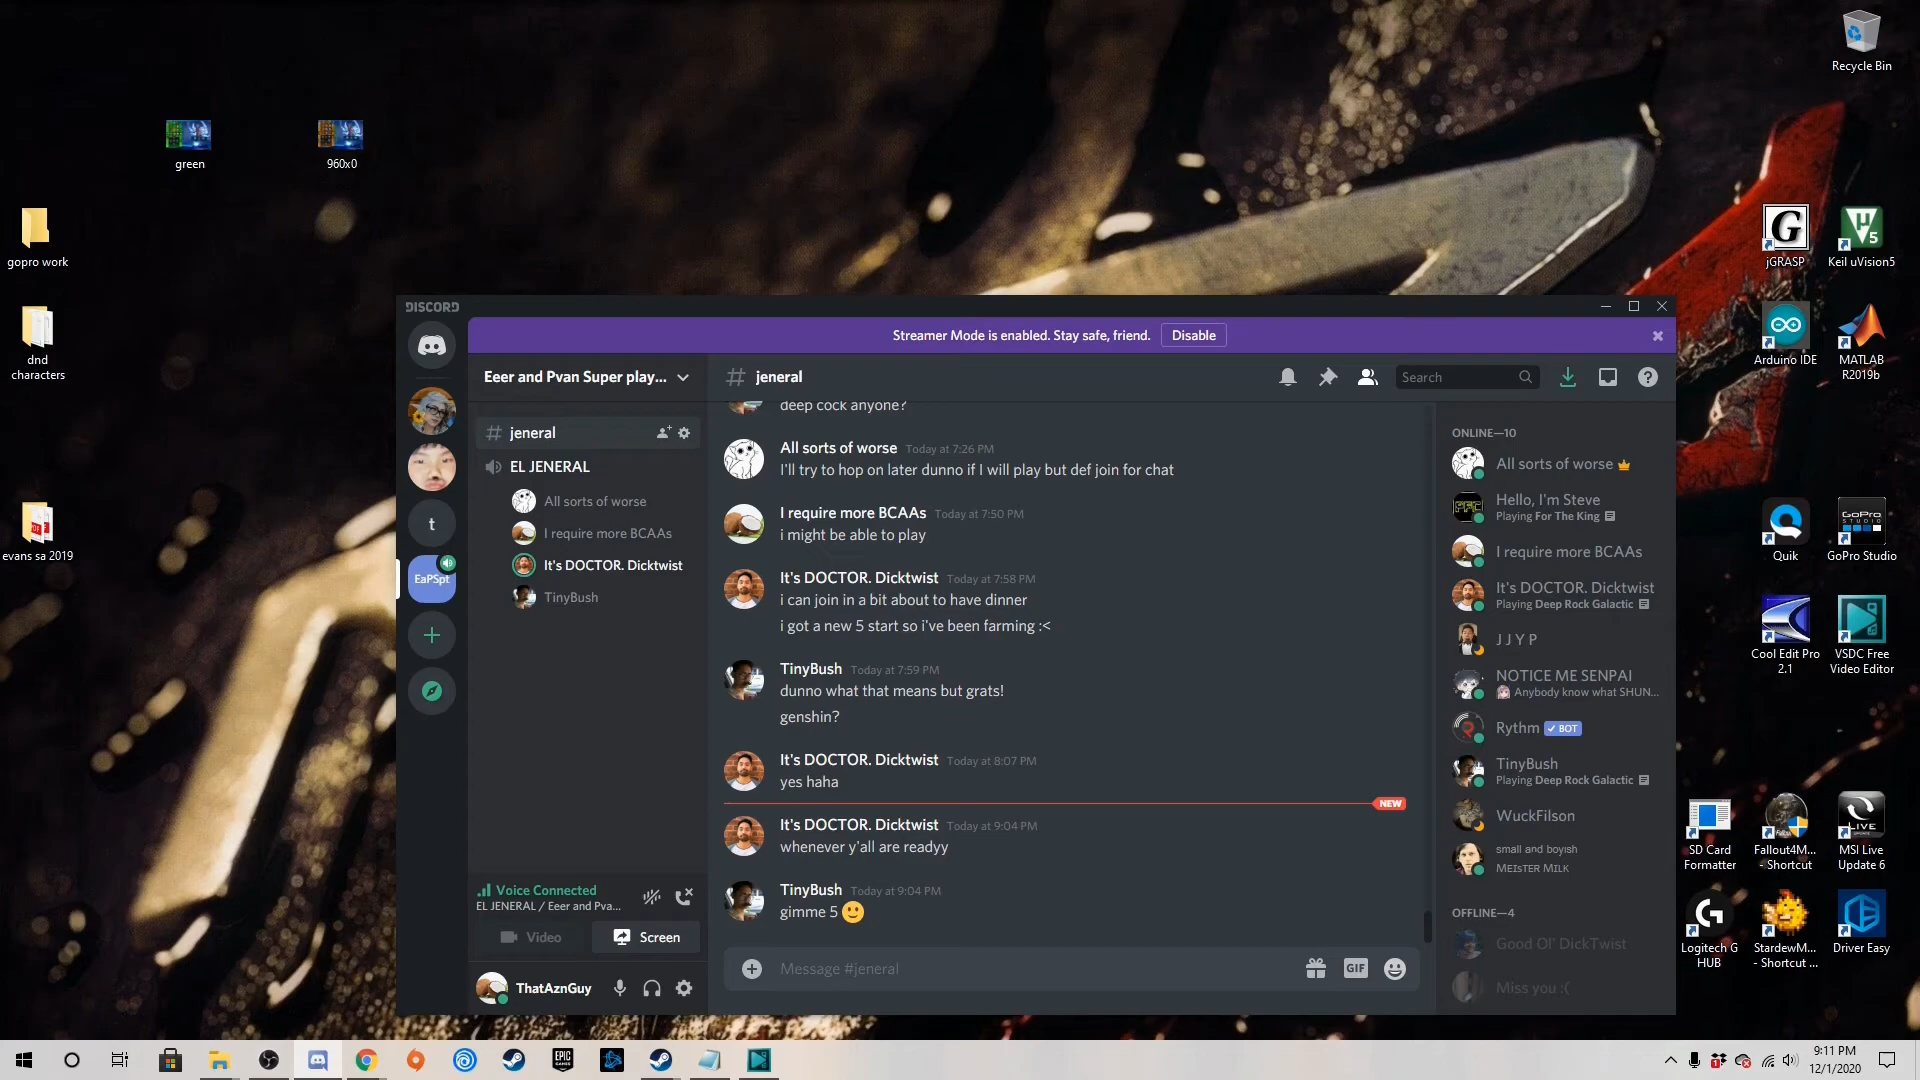 Recycle Bin
green
960x0
gopro work
jGRASP
Keil uVision5
dnd
characters
Arduino IDE
MATLAB
R2019b
evans sa 2019
Quik
GoPro Studio
Cool Edit Pro
2.1
VSDC Free
Video Editor
SD Card
Formatter
Fallout4M...
- Shortcut
MSI Live
Update 6
Logitech G
HUB
StardewM...
- Shortcut ...
Driver Easy
DISCORD
Streamer Mode is enabled. Stay safe, friend.
Disable
Eeer and Pvan Super play...
jeneral
Search
t
EaPSpt
jeneral
EL JENERAL
All sorts of worse
I require more BCAAs
It's DOCTOR. Dicktwist
TinyBush
Voice Connected
EL JENERAL / Eeer and Pva...
Video
Screen
ThatAznGuy
deep cock anyone?
All sorts of worse Today at 7:26 PM
I'll try to hop on later dunno if I will play but def join for chat
I require more BCAAs Today at 7:50 PM
i might be able to play
It's DOCTOR. Dicktwist Today at 7:58 PM
i can join in a bit about to have dinner
i got a new 5 start so i've been farming :<
TinyBush Today at 7:59 PM
dunno what that means but grats!
genshin?
It's DOCTOR. Dicktwist Today at 8:07 PM
yes haha
NEW
It's DOCTOR. Dicktwist Today at 9:04 PM
whenever y'all are readyy
TinyBush Today at 9:04 PM
gimme 5 🙂
Message #jeneral
GIF
ONLINE—10
All sorts of worse
Hello, I'm Steve
Playing For The King
I require more BCAAs
It's DOCTOR. Dicktwist
Playing Deep Rock Galactic
J J Y P
NOTICE ME SENPAI
Anybody know what SHUN...
Rythm ✓ BOT
TinyBush
Playing Deep Rock Galactic
WuckFilson
small and boyish
MEISTER MILK
OFFLINE—4
Good Ol' DickTwist
Miss you :(
9:11 PM
12/1/2020